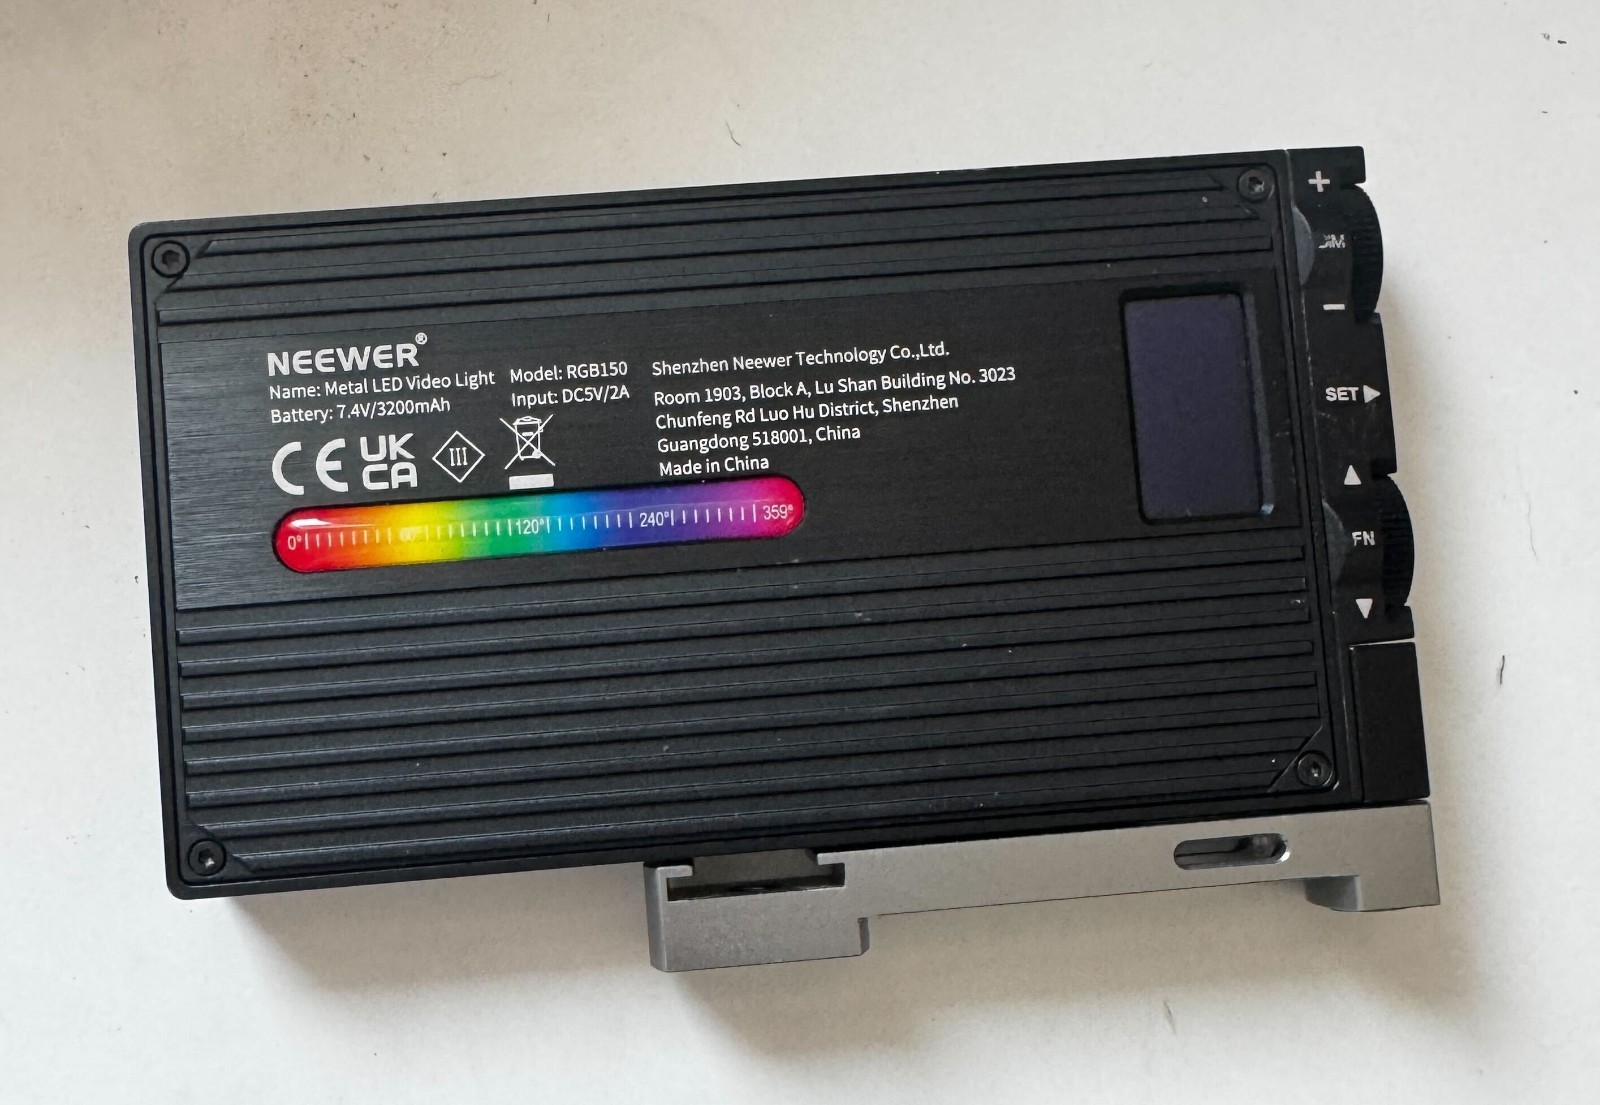 NEEWER®
Name: Metal LED Video Light
Battery: 7.4V/3200mAh
Model: RGB150
Input: DC5V/2A
Shenzhen Neewer Technology Co.,Ltd.
Room 1903, Block A, Lu Shan Building No. 3023
Chunfeng Rd Luo Hu District, Shenzhen
Guangdong 518001, China
Made in China
CE
UK
CA
III
0° 60° 120° 240° 359°
+
−
SET ▶
▲
FN
▼